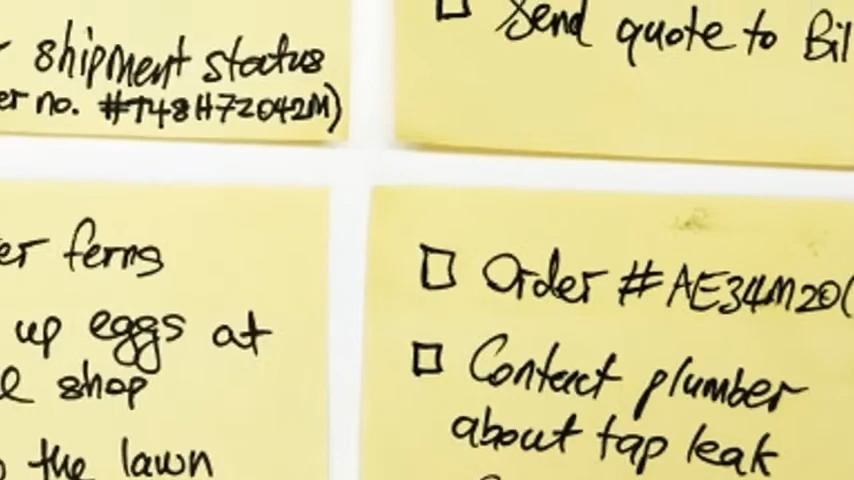 shipment status
er no. #T48H72042M)
Send quote to Bil
er ferns
up eggs at
shop
the lawn
Order #AE34M20(
Contact plumber
about tap leak